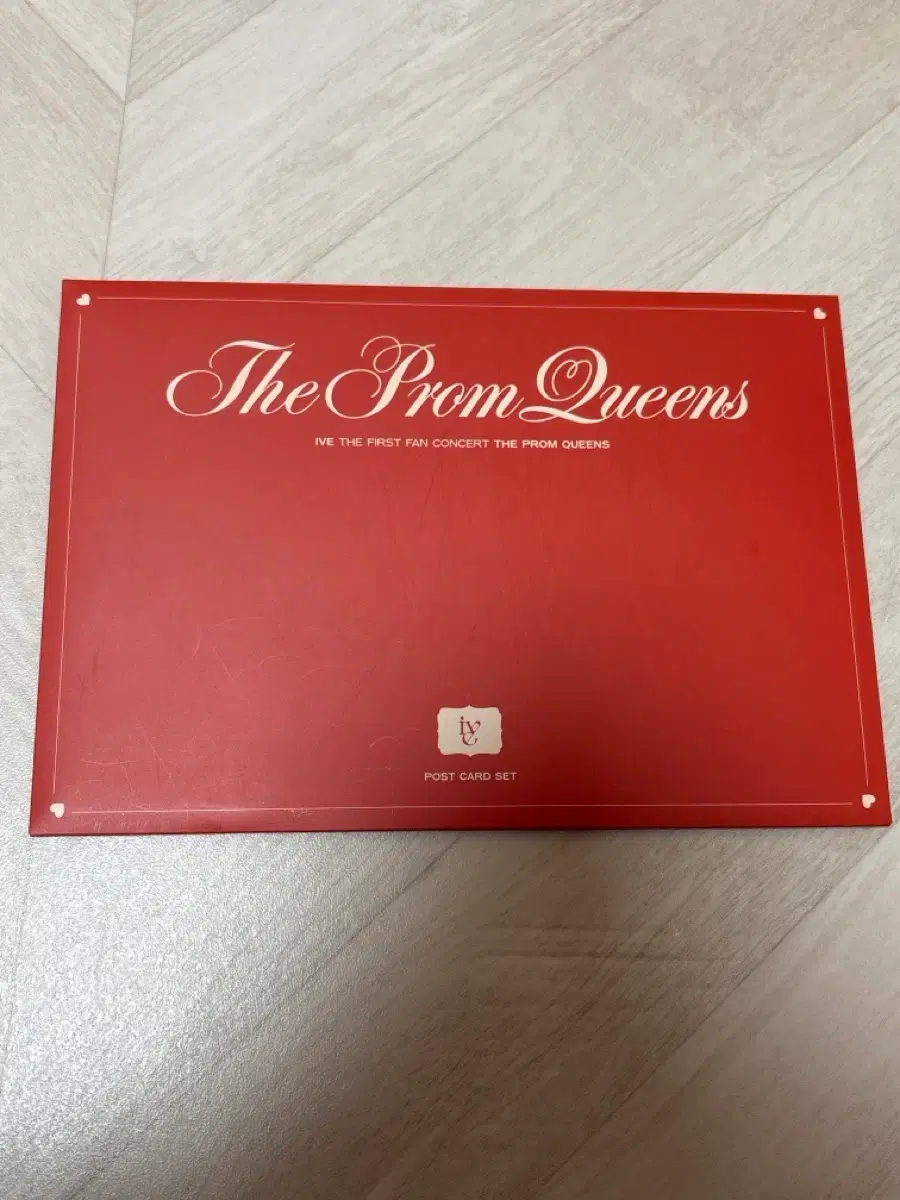 The Prom Queens
IVE THE FIRST FAN CONCERT THE PROM QUEENS
ive
POST CARD SET